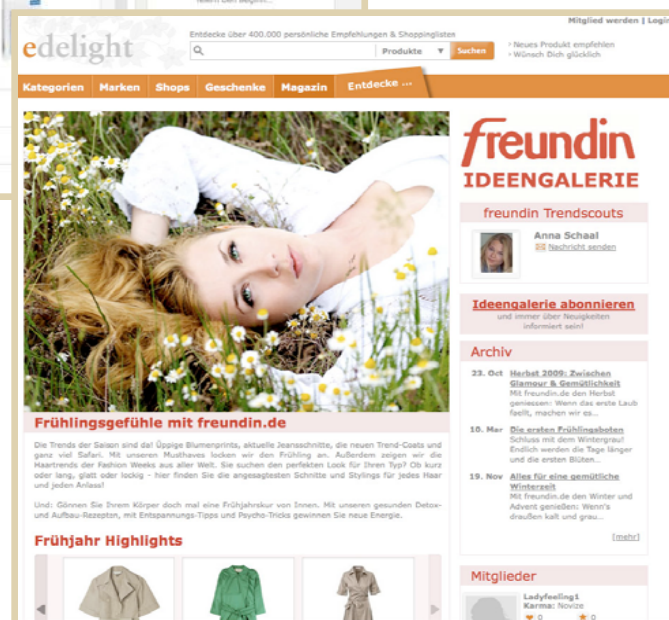 Mitglied werden | Login
edelight
Entdecke über 400.000 persönliche Empfehlungen & Shoppinglisten
Produkte ▼ Suchen
› Neues Produkt empfehlen
› Wünsch Dich glücklich
Kategorien Marken Shops Geschenke Magazin Entdecke ...
freundin
IDEENGALERIE
freundin Trendscouts
Anna Schaal
Nachricht senden
Ideengalerie abonnieren
und immer über Neuigkeiten
informiert sein!
Archiv
23. Oct Herbst 2009: Zwischen
Glamour & Gemütlichkeit
Mit freundin.de den Herbst
geniessen: Wenn das erste Laub
faellt, machen wir es...
10. Mar Die ersten Frühlingsboten
Schluss mit dem Wintergrau!
Endlich werden die Tage länger
und die ersten Blüten...
19. Nov Alles für eine gemütliche
Winterzeit
Mit freundin.de den Winter und
Advent genießen: Wenn's
draußen kalt und grau...
[mehr]
Frühlingsgefühle mit freundin.de
Die Trends der Saison sind da! Üppige Blumenprints, aktuelle Jeansschnitte, die neuen Trend-Coats und
ganz viel Safari. Mit unseren Musthaves locken wir den Frühling an. Außerdem zeigen wir die
Haartrends der Fashion Weeks aus aller Welt. Sie suchen den perfekten Look für Ihren Typ? Ob kurz
oder lang, glatt oder lockig - hier finden Sie die angesagtesten Schnitte und Stylings für jedes Haar
und jeden Anlass!
Und: Gönnen Sie Ihrem Körper doch mal eine Frühjahrskur von Innen. Mit unseren gesunden Detox-
und Aufbau-Rezepten, mit Entspannungs-Tipps und Psycho-Tricks gewinnen Sie neue Energie.
Frühjahr Highlights
Mitglieder
Ladyfeeling1
Karma: Novize
0 0